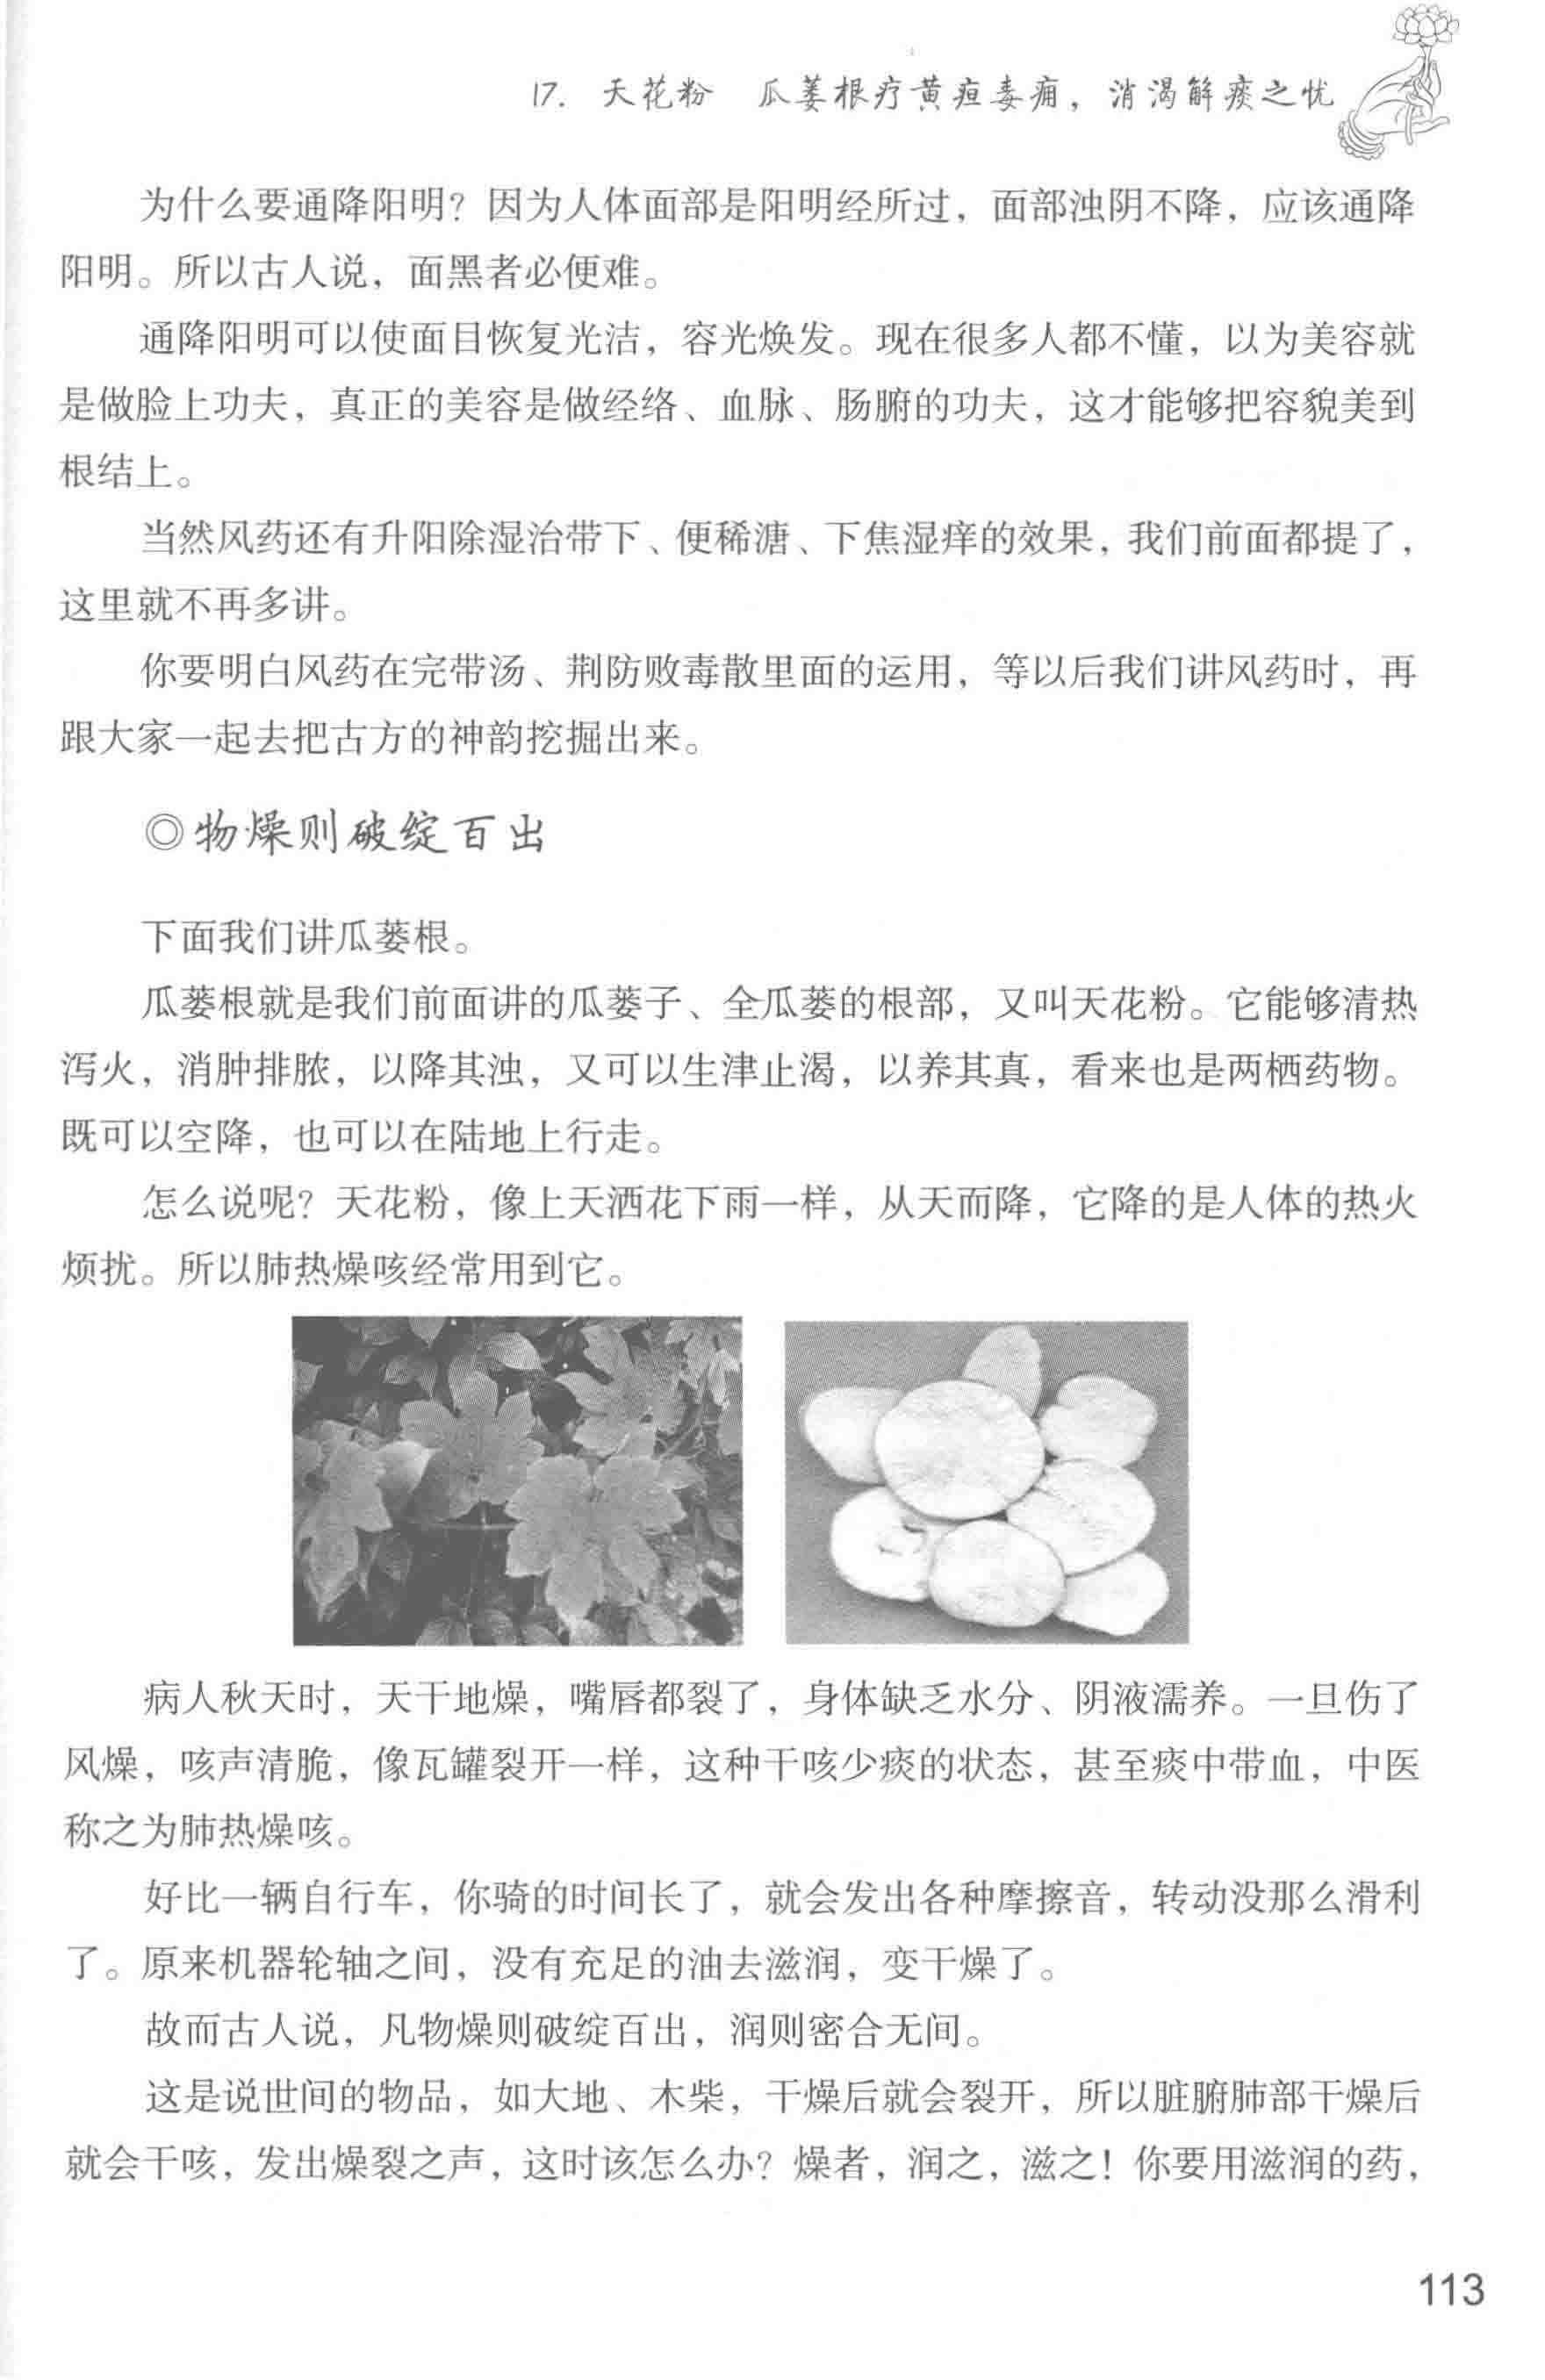 17. 天花粉　瓜蒌根疗黄疸毒痈，消渴解痰之忧
为什么要通降阳明？因为人体面部是阳明经所过，面部浊阴不降，应该通降
阳明。所以古人说，面黑者必便难。
通降阳明可以使面目恢复光洁，容光焕发。现在很多人都不懂，以为美容就
是做脸上功夫，真正的美容是做经络、血脉、肠腑的功夫，这才能够把容貌美到
根结上。
当然风药还有升阳除湿治带下、便稀溏、下焦湿痒的效果，我们前面都提了，
这里就不再多讲。
你要明白风药在完带汤、荆防败毒散里面的运用，等以后我们讲风药时，再
跟大家一起去把古方的神韵挖掘出来。
◎物燥则破绽百出
下面我们讲瓜蒌根。
瓜蒌根就是我们前面讲的瓜蒌子、全瓜蒌的根部，又叫天花粉。它能够清热
泻火，消肿排脓，以降其浊，又可以生津止渴，以养其真，看来也是两栖药物。
既可以空降，也可以在陆地上行走。
怎么说呢？天花粉，像上天洒花下雨一样，从天而降，它降的是人体的热火
烦扰。所以肺热燥咳经常用到它。
病人秋天时，天干地燥，嘴唇都裂了，身体缺乏水分、阴液濡养。一旦伤了
风燥，咳声清脆，像瓦罐裂开一样，这种干咳少痰的状态，甚至痰中带血，中医
称之为肺热燥咳。
好比一辆自行车，你骑的时间长了，就会发出各种摩擦音，转动没那么滑利
了。原来机器轮轴之间，没有充足的油去滋润，变干燥了。
故而古人说，凡物燥则破绽百出，润则密合无间。
这是说世间的物品，如大地、木柴，干燥后就会裂开，所以脏腑肺部干燥后
就会干咳，发出燥裂之声，这时该怎么办？燥者，润之，滋之！你要用滋润的药，
113